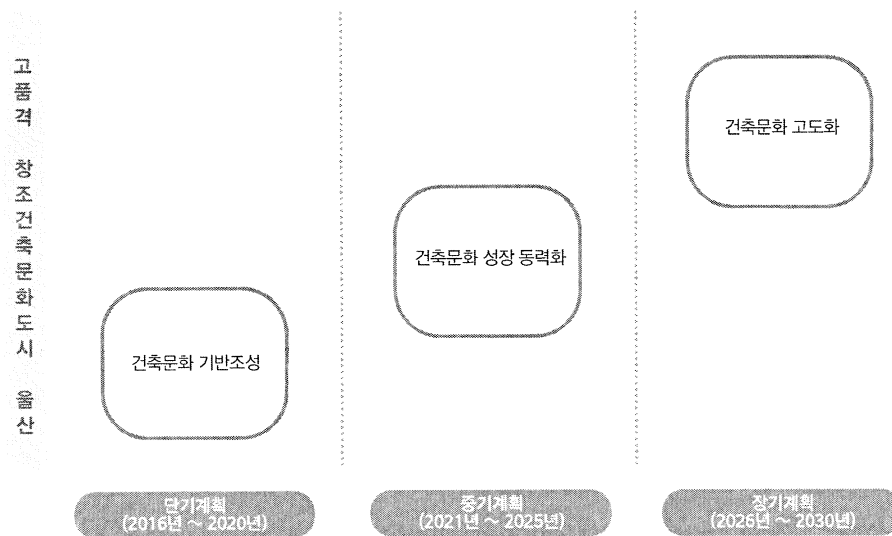 고품격 창조건축문화도시 울산
건축문화 고도화
건축문화 성장 동력화
건축문화 기반조성
단기계획
(2016년 ~ 2020년)
중기계획
(2021년 ~ 2025년)
장기계획
(2026년 ~ 2030년)